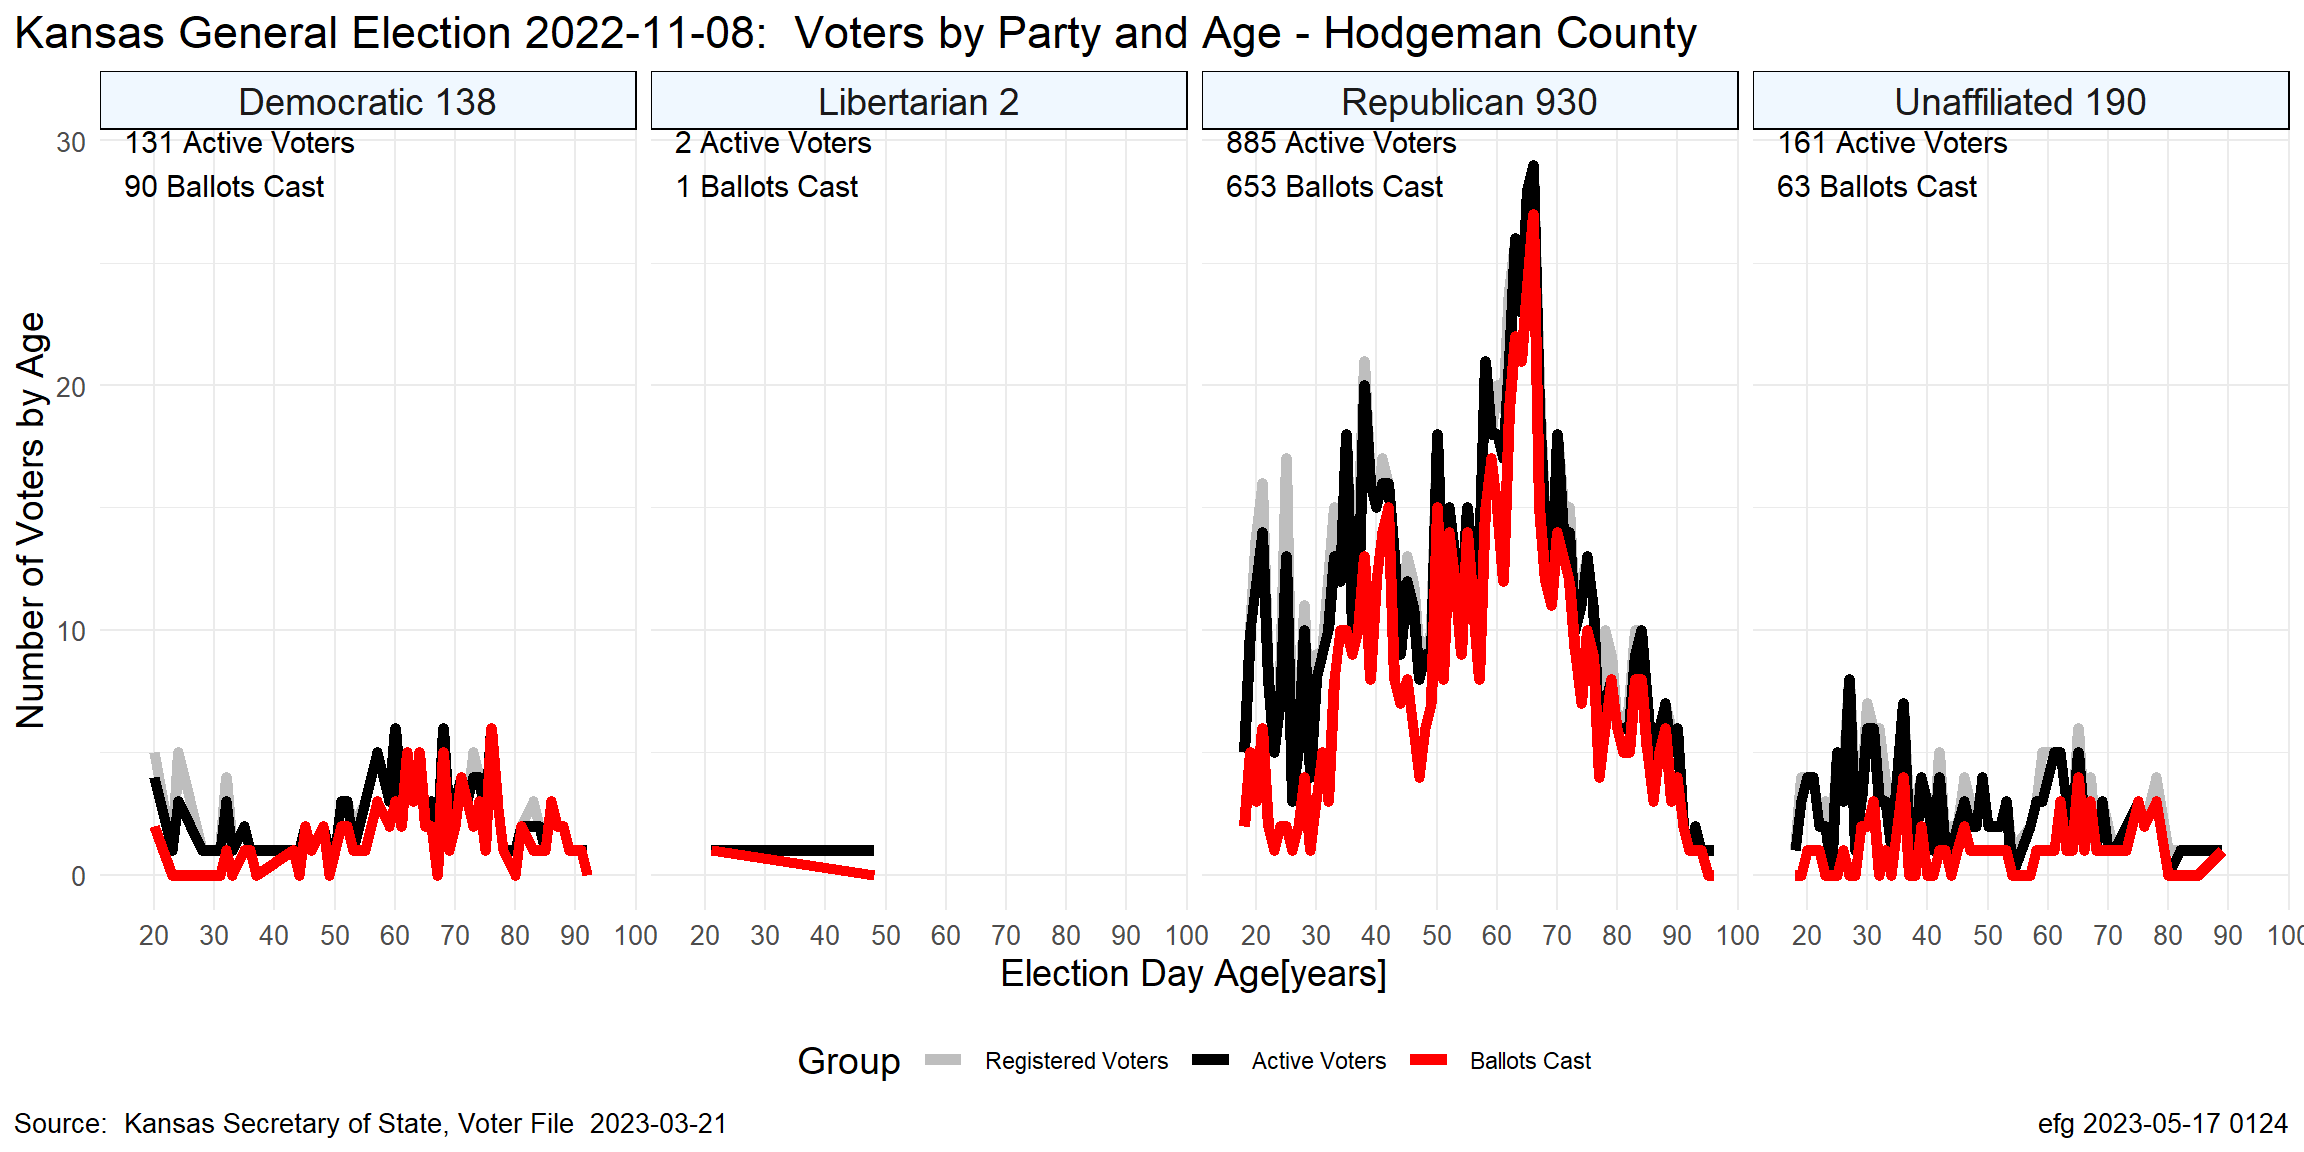 Kansas General Election 2022-11-08:  Voters by Party and Age - Hodgeman County
Democratic 138
Libertarian 2
Republican 930
Unaffiliated 190
131 Active Voters
90 Ballots Cast
2 Active Voters
1 Ballots Cast
885 Active Voters
653 Ballots Cast
161 Active Voters
63 Ballots Cast
Number of Voters by Age
30
20
10
0
20 30 40 50 60 70 80 90 100
20 30 40 50 60 70 80 90 100
20 30 40 50 60 70 80 90 100
20 30 40 50 60 70 80 90 100
Election Day Age[years]
Group Registered Voters Active Voters Ballots Cast
Source:  Kansas Secretary of State, Voter File  2023-03-21
efg 2023-05-17 0124